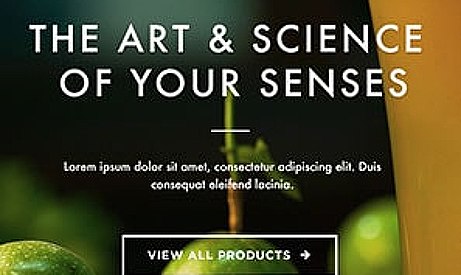 THE ART & SCIENCE
OF YOUR SENSES
Lorem ipsum dolor sit amet, consectetur adipiscing elit. Duis
consequat eleifend lacinia.
VIEW ALL PRODUCTS →